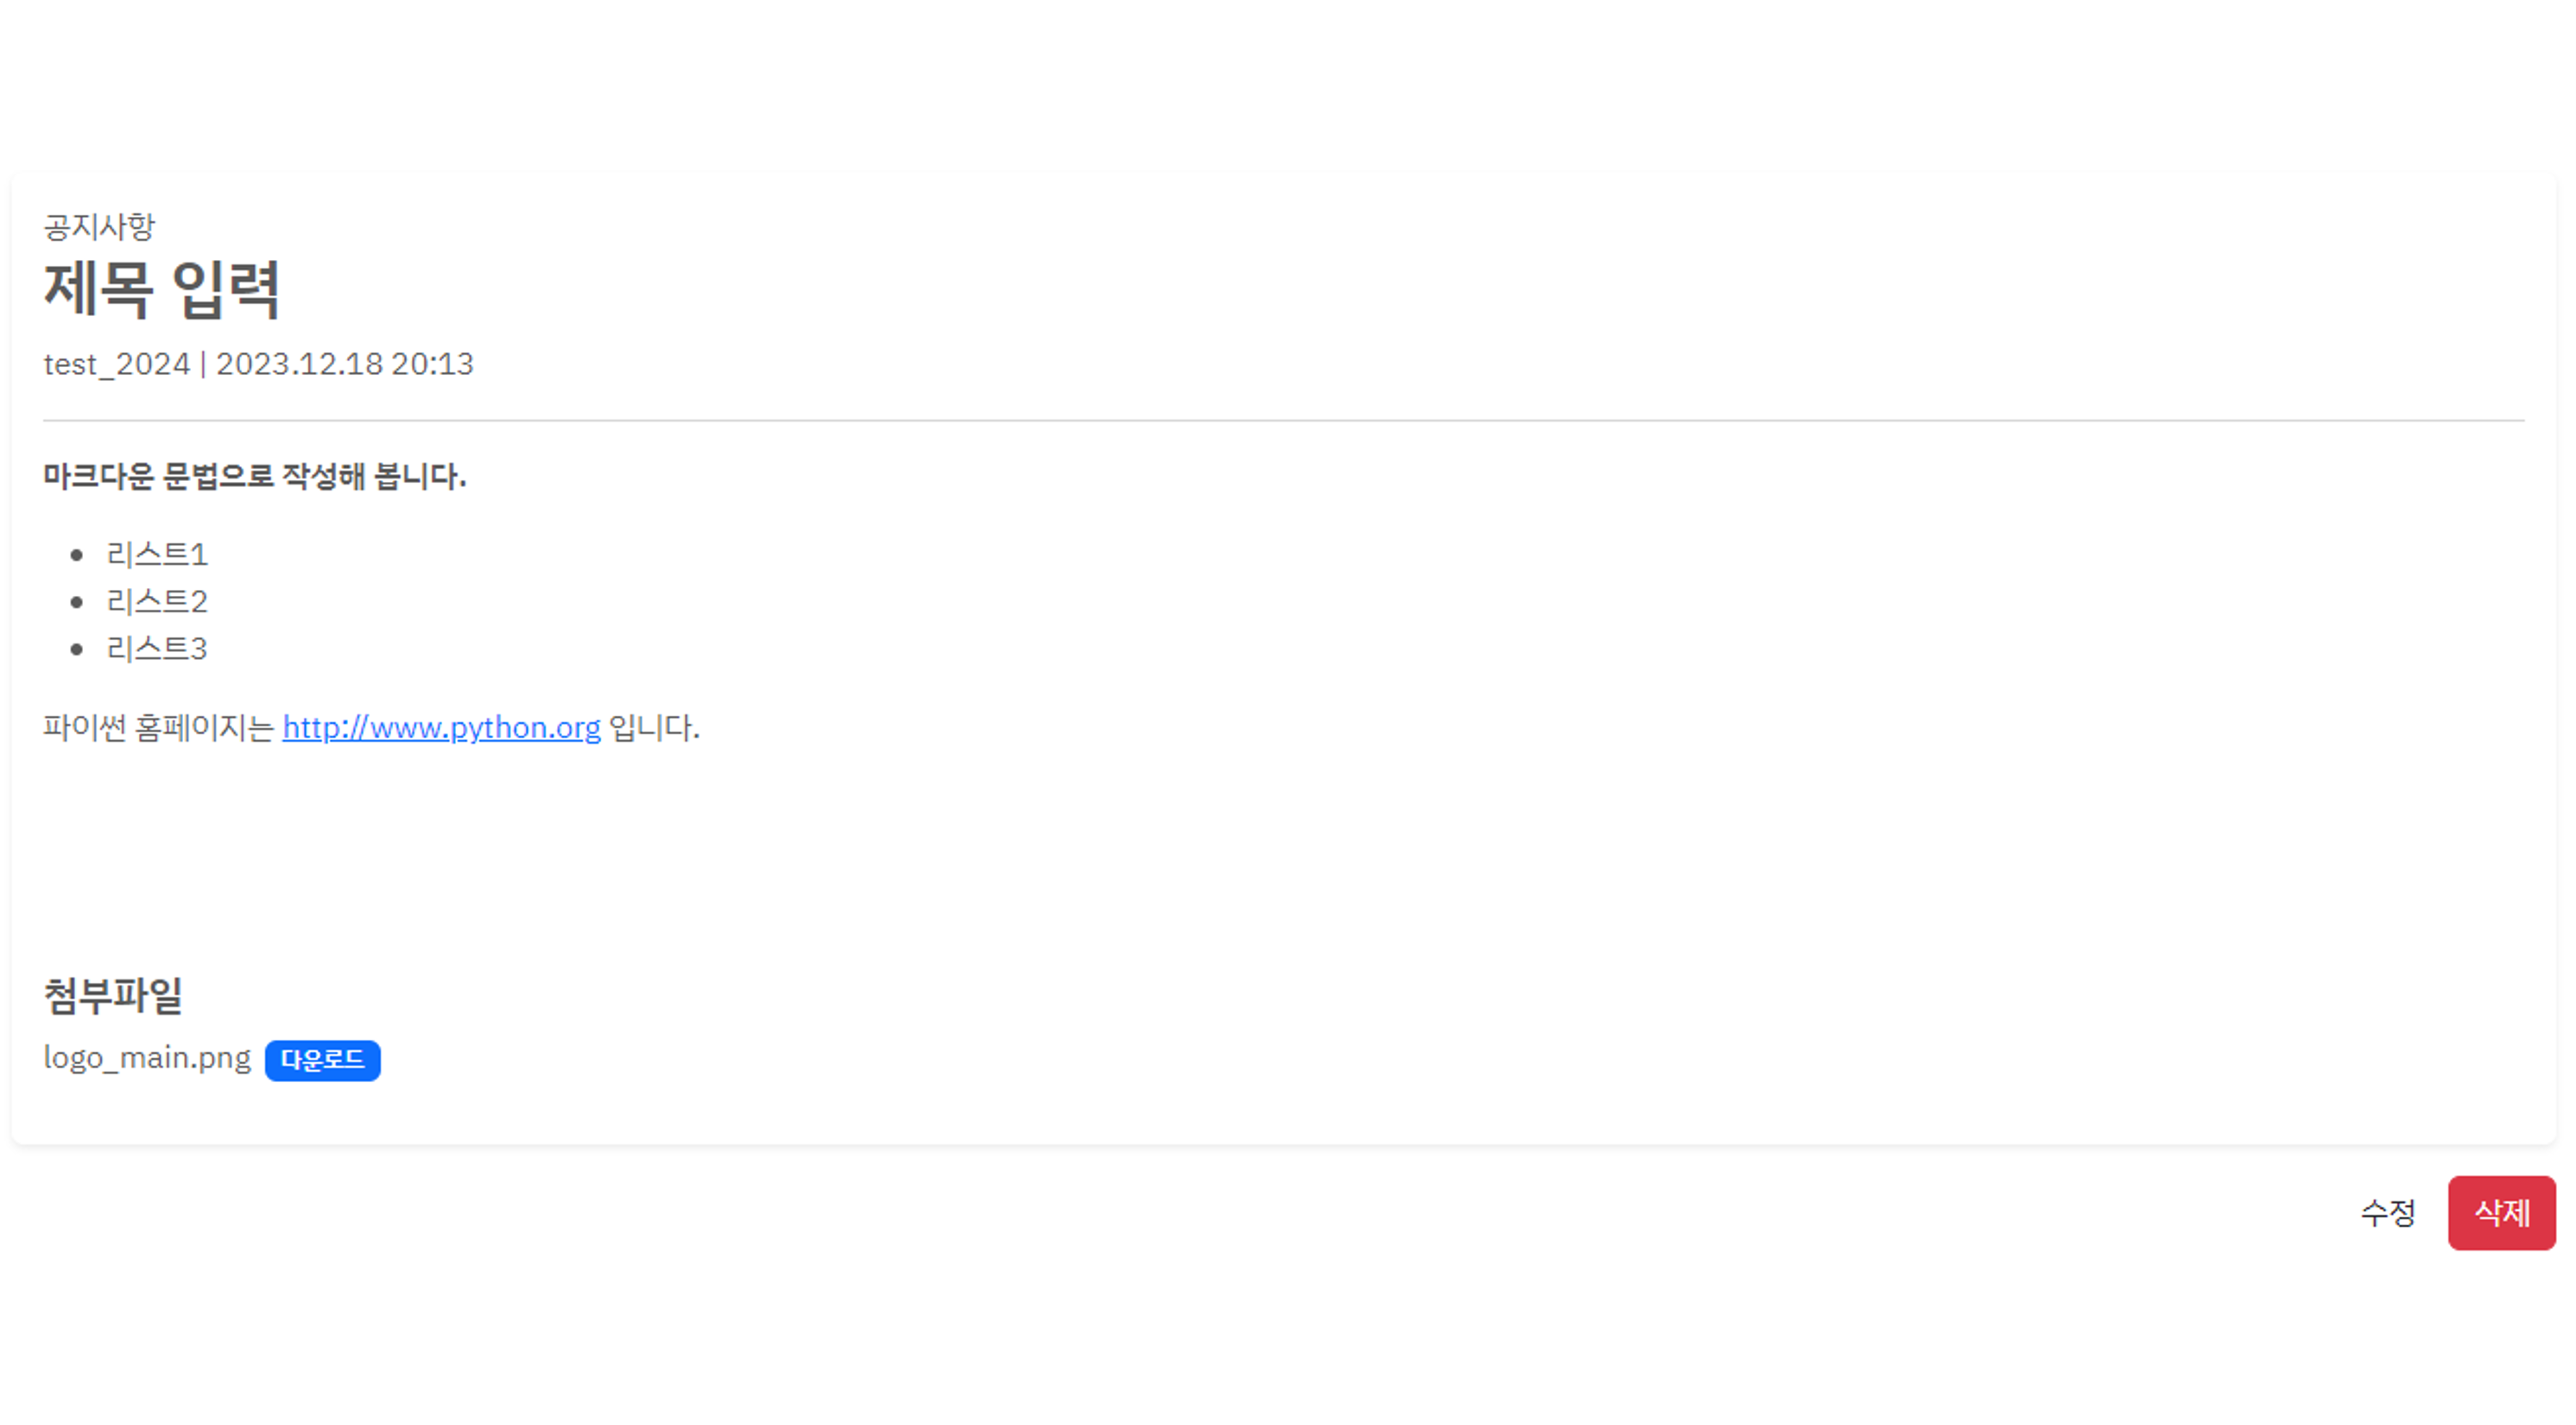 공지사항
제목 입력
test_2024 | 2023.12.18 20:13
마크다운 문법으로 작성해 봅니다.
리스트1
리스트2
리스트3
파이썬 홈페이지는 http://www.python.org 입니다.
첨부파일
logo_main.png 다운로드
수정 삭제